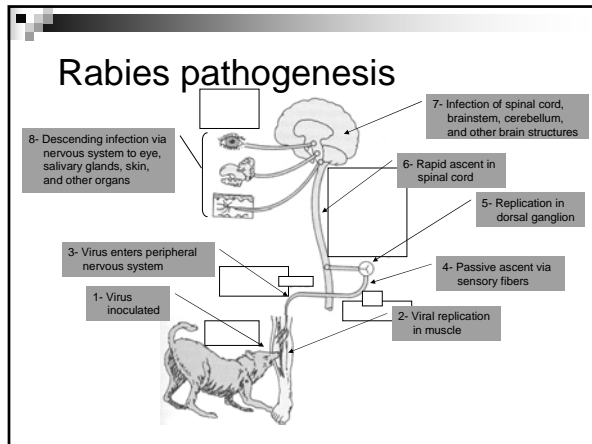 Rabies pathogenesis
7- Infection of spinal cord,
brainstem, cerebellum,
and other brain structures
8- Descending infection via
nervous system to eye,
salivary glands, skin,
and other organs
6- Rapid ascent in
spinal cord
5- Replication in
dorsal ganglion
3- Virus enters peripheral
nervous system
4- Passive ascent via
sensory fibers
1- Virus
inoculated
2- Viral replication
in muscle